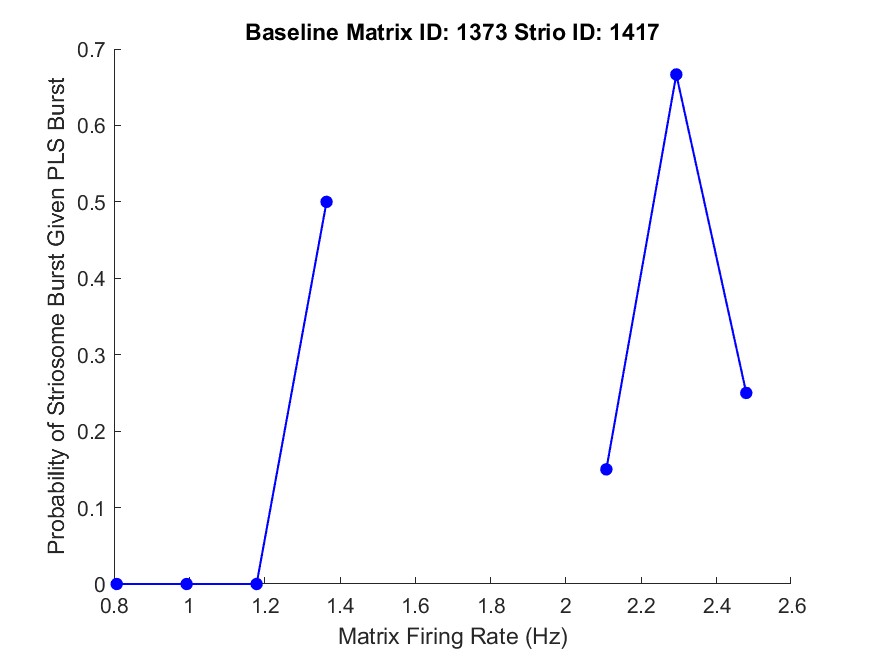 Baseline Matrix ID: 1373 Strio ID: 1417
Probability of Striosome Burst Given PLS Burst
0.7
0.6
0.5
0.4
0.3
0.2
0.1
0
0.8 1 1.2 1.4 1.6 1.8 2 2.2 2.4 2.6
Matrix Firing Rate (Hz)